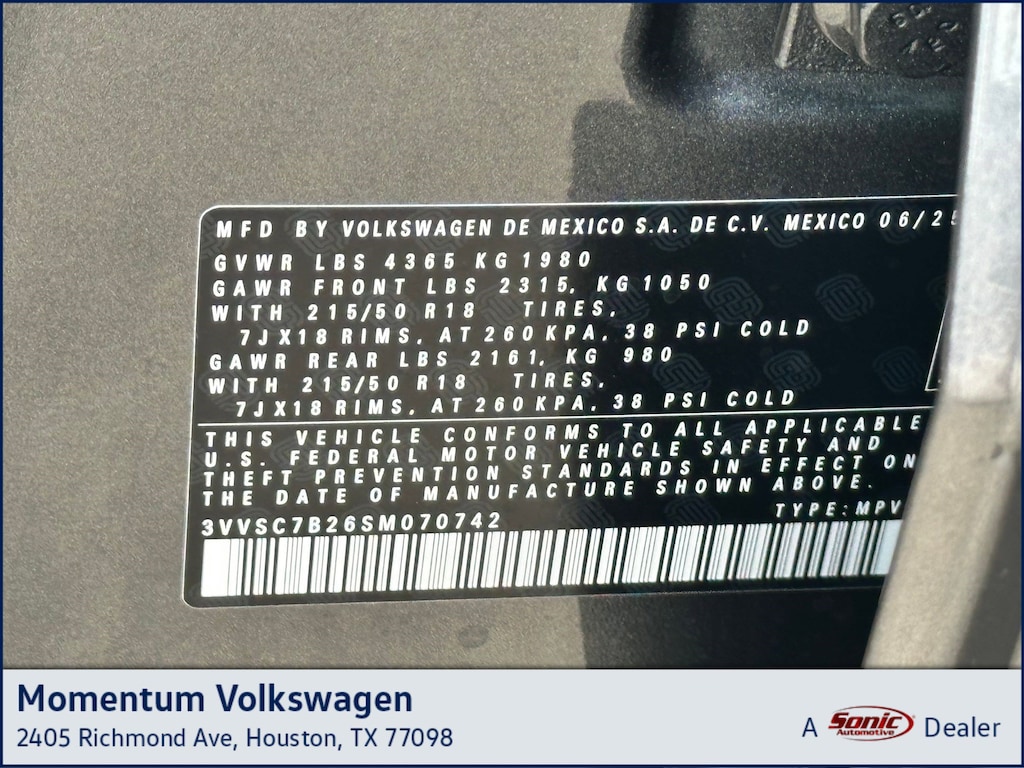 MFD BY VOLKSWAGEN DE MEXICO S.A. DE C.V. MEXICO 06/25
GVWR LBS 4365 KG 1980
GAWR FRONT LBS 2315, KG 1050
WITH 215/50 R18 TIRES,
7JX18 RIMS, AT 260 KPA, 38 PSI COLD
GAWR REAR LBS 2161, KG 980
WITH 215/50 R18 TIRES,
7JX18 RIMS, AT 260 KPA, 38 PSI COLD
THIS VEHICLE CONFORMS TO ALL APPLICABLE
U.S. FEDERAL MOTOR VEHICLE SAFETY AND
THEFT PREVENTION STANDARDS IN EFFECT ON
THE DATE OF MANUFACTURE SHOWN ABOVE.
3VVSC7B26SM070742 TYPE: MPV
Momentum Volkswagen
2405 Richmond Ave, Houston, TX 77098
A Sonic Automotive Dealer